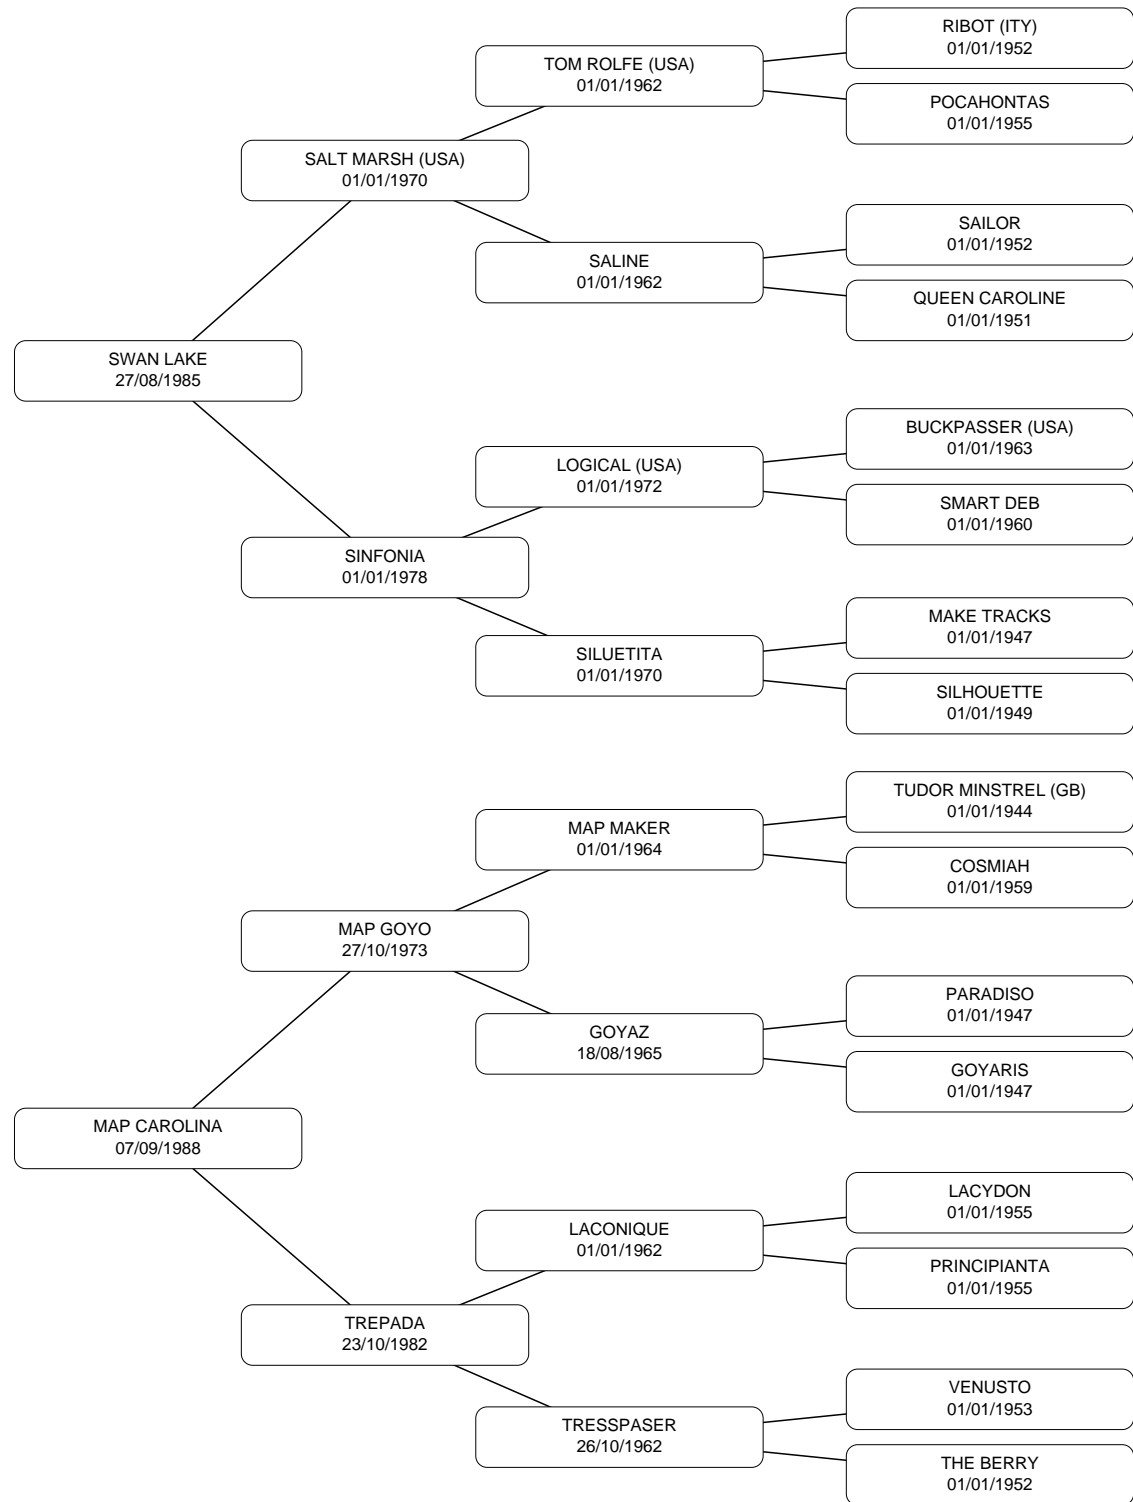 RIBOT (ITY)
01/01/1952
TOM ROLFE (USA)
01/01/1962
POCAHONTAS
01/01/1955
SALT MARSH (USA)
01/01/1970
SAILOR
01/01/1952
SALINE
01/01/1962
QUEEN CAROLINE
01/01/1951
SWAN LAKE
27/08/1985
BUCKPASSER (USA)
01/01/1963
LOGICAL (USA)
01/01/1972
SMART DEB
01/01/1960
SINFONIA
01/01/1978
MAKE TRACKS
01/01/1947
SILUETITA
01/01/1970
SILHOUETTE
01/01/1949
TUDOR MINSTREL (GB)
01/01/1944
MAP MAKER
01/01/1964
COSMIAH
01/01/1959
MAP GOYO
27/10/1973
PARADISO
01/01/1947
GOYAZ
18/08/1965
GOYARIS
01/01/1947
MAP CAROLINA
07/09/1988
LACYDON
01/01/1955
LACONIQUE
01/01/1962
PRINCIPIANTA
01/01/1955
TREPADA
23/10/1982
VENUSTO
01/01/1953
TRESSPASER
26/10/1962
THE BERRY
01/01/1952